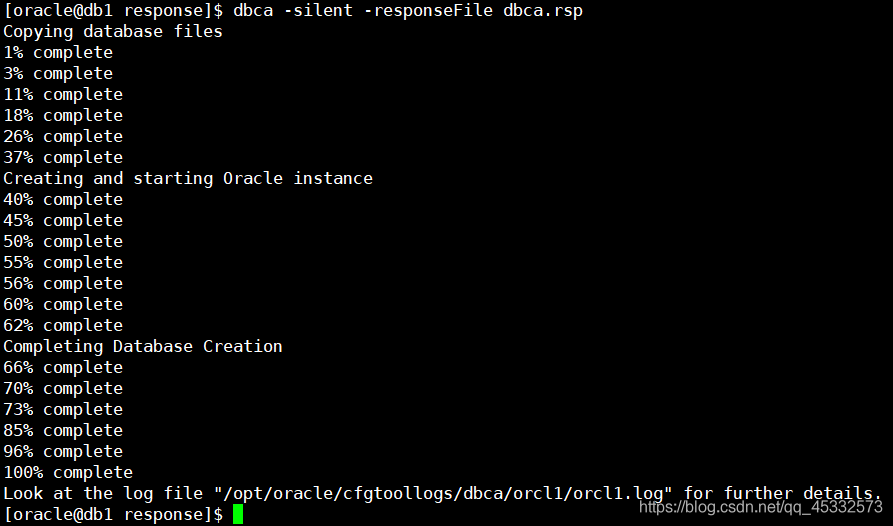 [oracle@db1 response]$ dbca -silent -responseFile dbca.rsp
Copying database files
1% complete
3% complete
11% complete
18% complete
26% complete
37% complete
Creating and starting Oracle instance
40% complete
45% complete
50% complete
55% complete
56% complete
60% complete
62% complete
Completing Database Creation
66% complete
70% complete
73% complete
85% complete
96% complete
100% complete
Look at the log file "/opt/oracle/cfgtoollogs/dbca/orcl1/orcl1.log" for further details.
[oracle@db1 response]$
https://blog.csdn.net/qq_45332573